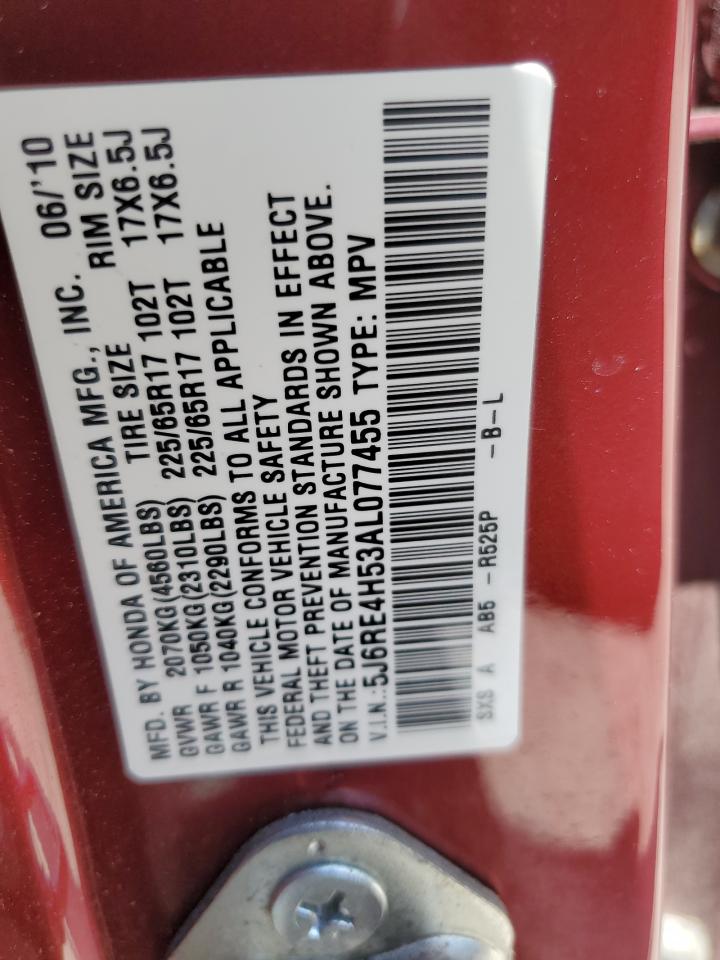 MFD. BY HONDA OF AMERICA MFG., INC. 06/'10
GVWR 2070KG(4560LBS) TIRE SIZE RIM SIZE
GAWR F 1050KG(2310LBS) 225/65R17 102T 17X6.5J
GAWR R 1040KG(2290LBS) 225/65R17 102T 17X6.5J
THIS VEHICLE CONFORMS TO ALL APPLICABLE
FEDERAL MOTOR VEHICLE SAFETY
AND THEFT PREVENTION STANDARDS IN EFFECT
ON THE DATE OF MANUFACTURE SHOWN ABOVE.
V.I.N.:5J6RE4H53AL077455 TYPE: MPV
SXS A AB5 -R525P -B-L